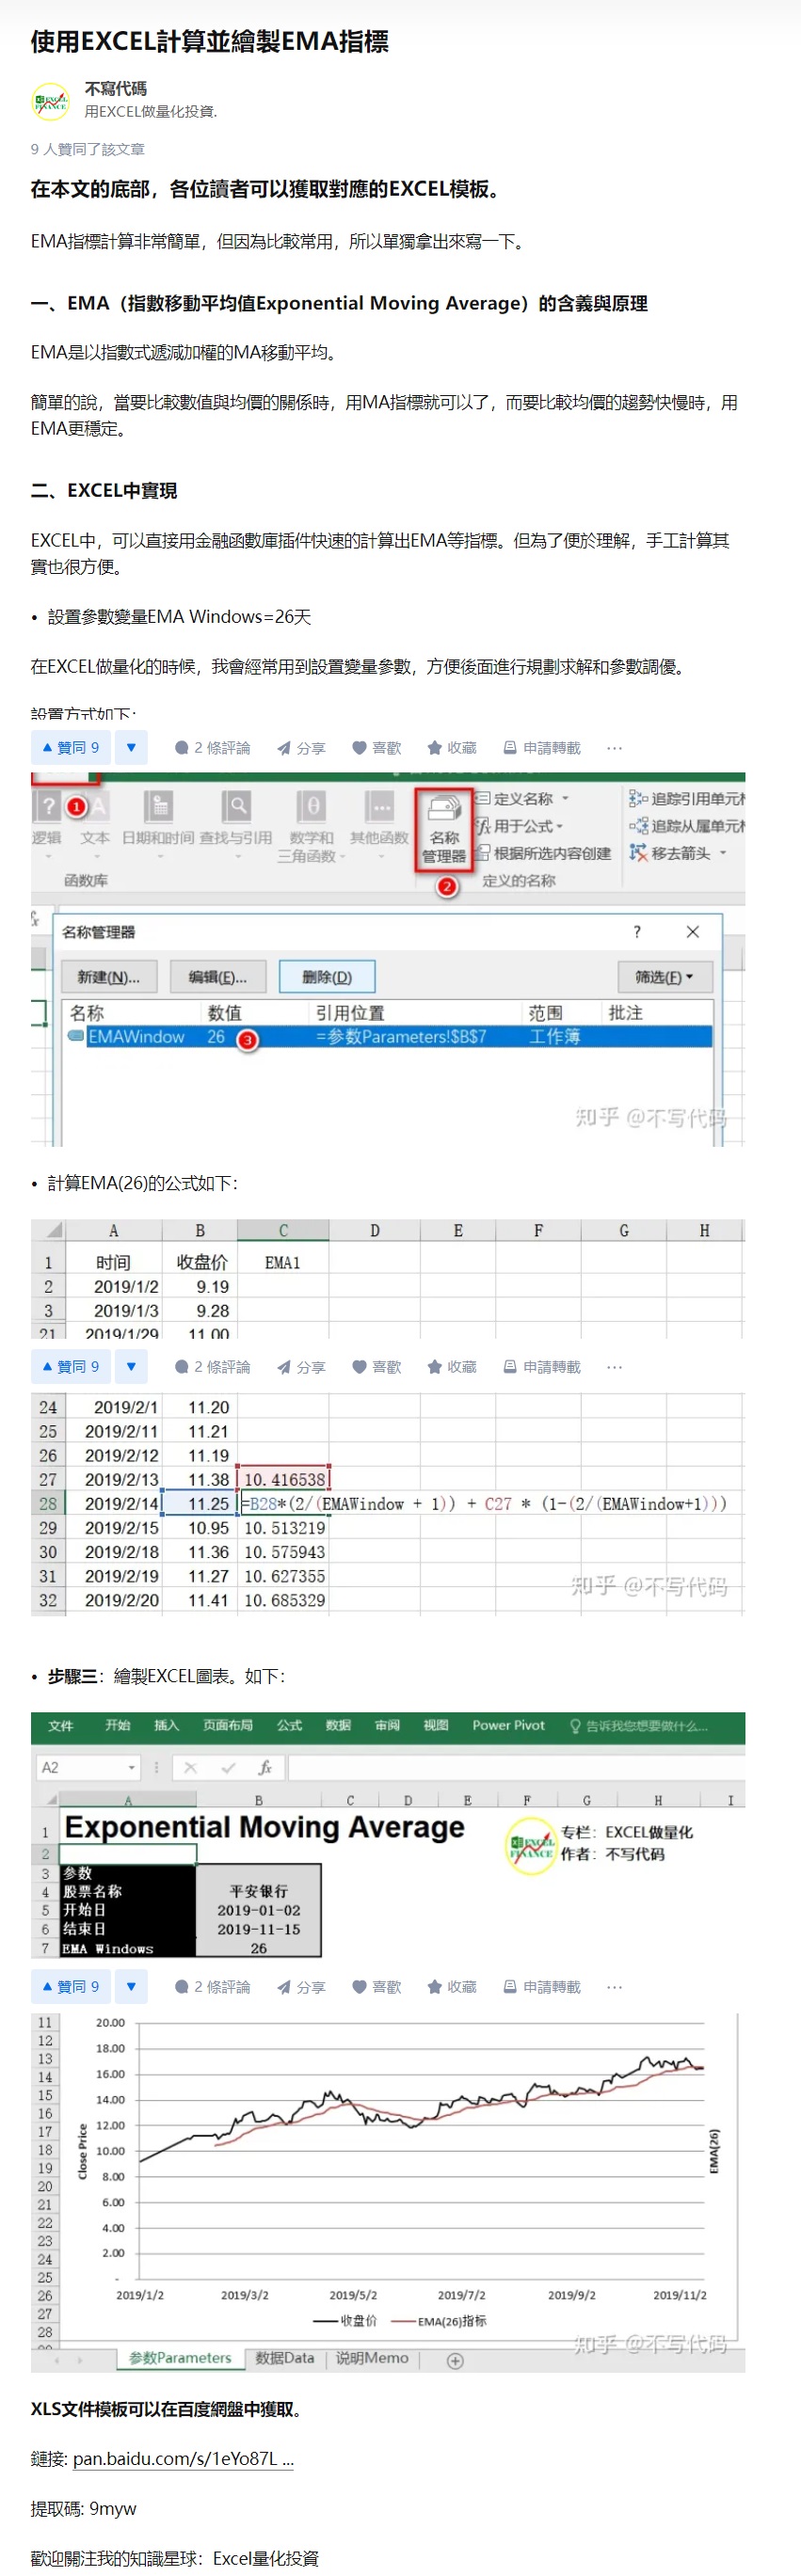 使用EXCEL計算並繪製EMA指標
不寫代碼
用EXCEL做量化投資.
9 人贊同了該文章
在本文的底部，各位讀者可以獲取對應的EXCEL模板。
EMA指標計算非常簡單，但因為比較常用，所以單獨拿出來寫一下。
一、EMA（指數移動平均值Exponential Moving Average）的含義與原理
EMA是以指數式遞減加權的MA移動平均。
簡單的說，當要比較數值與均價的關係時，用MA指標就可以了，而要比較均價的趨勢快慢時，用
EMA更穩定。
二、EXCEL中實現
EXCEL中，可以直接用金融函數庫插件快速的計算出EMA等指標。但為了便於理解，手工計算其
實也很方便。
• 設置參數變量EMA Windows=26天
在EXCEL做量化的時候，我會經常用到設置變量參數，方便後面進行規劃求解和參數調優。
設置方式如下：
▲ 贊同 9 ▼ 2 條評論 分享 喜歡 收藏 申請轉載 ···
? 1 A θ ··· 定义名称 追踪引用单元格
逻辑 文本 日期和时间 查找与引用 数学和 其他函数 名称 fx 用于公式 追踪从属单元格
三角函数 管理器 根据所选内容创建 移去箭头
函数库 2 定义的名称
fx 名称管理器 ? ×
新建(N)... 编辑(E)... 删除(D) 筛选(F)
名称 数值 引用位置 范围 批注
EMAWindow 26 3 =参数Parameters!$B$7 工作簿
知乎 @不写代码
• 計算EMA(26)的公式如下：
A B C D E F G H
1 时间 收盘价 EMA1
2 2019/1/2 9.19
3 2019/1/3 9.28
21 2019/1/29 11.00
▲ 贊同 9 ▼ 2 條評論 分享 喜歡 收藏 申請轉載 ···
24 2019/2/1 11.20
25 2019/2/11 11.21
26 2019/2/12 11.19
27 2019/2/13 11.38 10.416538
28 2019/2/14 11.25 =B28*(2/(EMAWindow + 1)) + C27 * (1-(2/(EMAWindow+1)))
29 2019/2/15 10.95 10.513219
30 2019/2/18 11.36 10.575943
31 2019/2/19 11.27 10.627355
32 2019/2/20 11.41 10.685329
知乎 @不写代码
• 步驟三：繪製EXCEL圖表。如下：
文件 开始 插入 页面布局 公式 数据 审阅 视图 Power Pivot 告诉我您想要做什么...
A2 fx
A B C D E F G H I
1 Exponential Moving Average EXCEL FINANCE 专栏：EXCEL做量化
2 作者：不写代码
3 参数
4 股票名称 平安银行
5 开始日 2019-01-02
6 结束日 2019-11-15
7 EMA Windows 26
▲ 贊同 9 ▼ 2 條評論 分享 喜歡 收藏 申請轉載 ···
11
12
13
14
15
16
17
18
19
20
21
22
23
24
25
26
27
28
20.00
18.00
16.00
14.00
12.00
10.00
8.00
6.00
4.00
2.00
-
Close Price
EMA(26)
2019/1/2 2019/3/2 2019/5/2 2019/7/2 2019/9/2 2019/11/2
收盘价 EMA(26)指标
知乎 @不写代码
参数Parameters 数据Data 说明Memo
XLS文件模板可以在百度網盤中獲取。
鏈接: pan.baidu.com/s/1eYo87L ...
提取碼: 9myw
歡迎關注我的知識星球：Excel量化投資